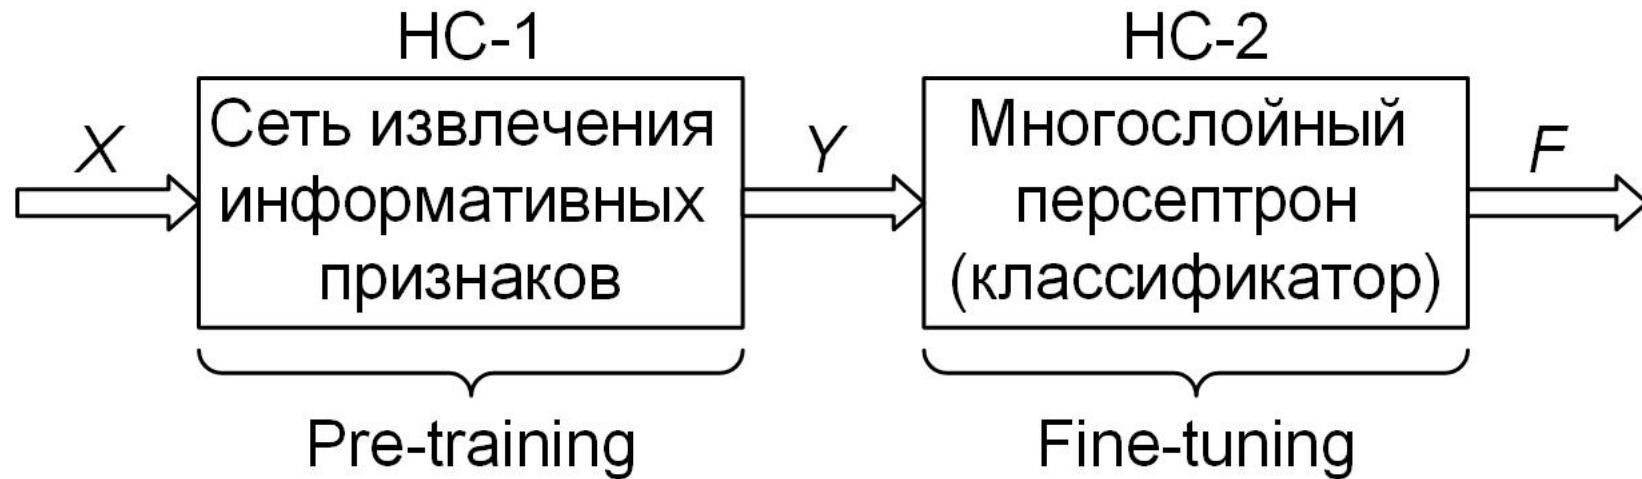 НС-1
НС-2
X
Сеть извлечения
информативных
признаков
Y
Многослойный
персептрон
(классификатор)
F
Pre-training
Fine-tuning